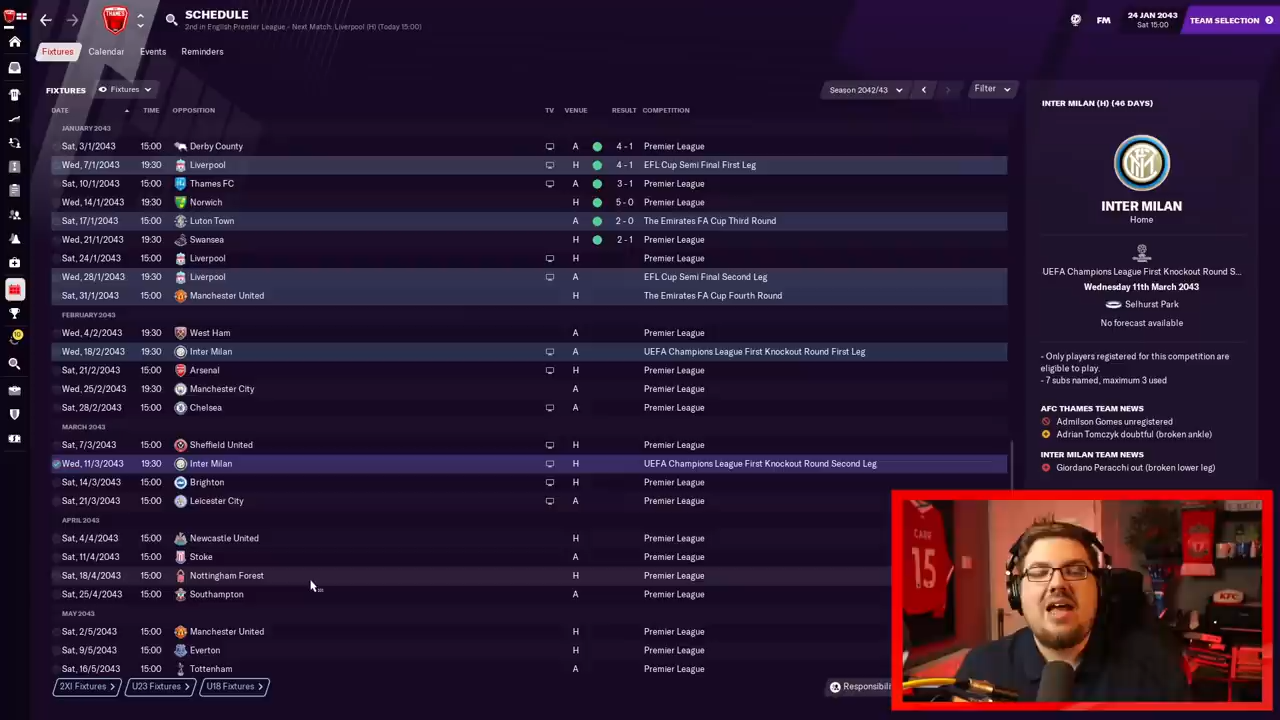 THAMES
SCHEDULE
2nd in English Premier League - Next Match: Liverpool (H) (Today 15:00)
FM
24 JAN 2043
Sat 15:00
TEAM SELECTION
Fixtures
Calendar
Events
Reminders
FIXTURES
Fixtures
Season 2042/43
Filter
DATE TIME OPPOSITION TV VENUE RESULT COMPETITION
JANUARY 2043
Sat, 3/1/2043 15:00 Derby County A 4 - 1 Premier League
Wed, 7/1/2043 19:30 Liverpool H 4 - 1 EFL Cup Semi Final First Leg
Sat, 10/1/2043 15:00 Thames FC A 3 - 1 Premier League
Wed, 14/1/2043 19:30 Norwich H 5 - 0 Premier League
Sat, 17/1/2043 15:00 Luton Town A 2 - 0 The Emirates FA Cup Third Round
Wed, 21/1/2043 19:30 Swansea H 2 - 1 Premier League
Sat, 24/1/2043 15:00 Liverpool H Premier League
Wed, 28/1/2043 19:30 Liverpool A EFL Cup Semi Final Second Leg
Sat, 31/1/2043 15:00 Manchester United H The Emirates FA Cup Fourth Round
FEBRUARY 2043
Wed, 4/2/2043 19:30 West Ham A Premier League
Wed, 18/2/2043 19:30 Inter Milan A UEFA Champions League First Knockout Round First Leg
Sat, 21/2/2043 15:00 Arsenal H Premier League
Wed, 25/2/2043 19:30 Manchester City A Premier League
Sat, 28/2/2043 15:00 Chelsea A Premier League
MARCH 2043
Sat, 7/3/2043 15:00 Sheffield United H Premier League
Wed, 11/3/2043 19:30 Inter Milan H UEFA Champions League First Knockout Round Second Leg
Sat, 14/3/2043 15:00 Brighton H Premier League
Sat, 21/3/2043 15:00 Leicester City A Premier League
APRIL 2043
Sat, 4/4/2043 15:00 Newcastle United H Premier League
Sat, 11/4/2043 15:00 Stoke A Premier League
Sat, 18/4/2043 15:00 Nottingham Forest H Premier League
Sat, 25/4/2043 15:00 Southampton A Premier League
MAY 2043
Sat, 2/5/2043 15:00 Manchester United H Premier League
Sat, 9/5/2043 15:00 Everton H Premier League
Sat, 16/5/2043 15:00 Tottenham A Premier League
2XI Fixtures
U23 Fixtures
U18 Fixtures
Responsibili
INTER MILAN (H) (46 DAYS)
INTER MILAN
Home
UEFA Champions League First Knockout Round S...
Wednesday 11th March 2043
Selhurst Park
No forecast available
- Only players registered for this competition are
eligible to play.
- 7 subs named, maximum 3 used
AFC THAMES TEAM NEWS
Admilson Gomes unregistered
Adrian Tomczyk doubtful (broken ankle)
INTER MILAN TEAM NEWS
Giordano Peracchi out (broken lower leg)
CARR
15
KFC